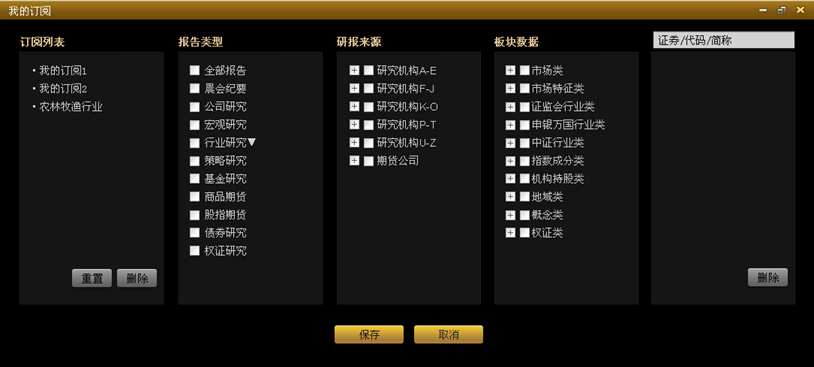 我的订阅
订阅列表
我的订阅1
我的订阅2
农林牧渔行业
重置
删除
报告类型
全部报告
晨会纪要
公司研究
宏观研究
行业研究▼
策略研究
基金研究
商品期货
股指期货
债券研究
权证研究
研报来源
研究机构A-E
研究机构F-J
研究机构K-O
研究机构P-T
研究机构U-Z
期货公司
板块数据
市场类
市场特征类
证监会行业类
申银万国行业类
中证行业类
指数成分类
机构持股类
地域类
概念类
权证类
证券/代码/简称
删除
保存
取消